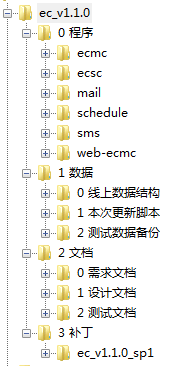 ec_v1.1.0
0 程序
ecmc
ecsc
mail
schedule
sms
web-ecmc
1 数据
0 线上数据结构
1 本次更新脚本
2 测试数据备份
2 文档
0 需求文档
1 设计文档
2 测试文档
3 补丁
ec_v1.1.0_sp1